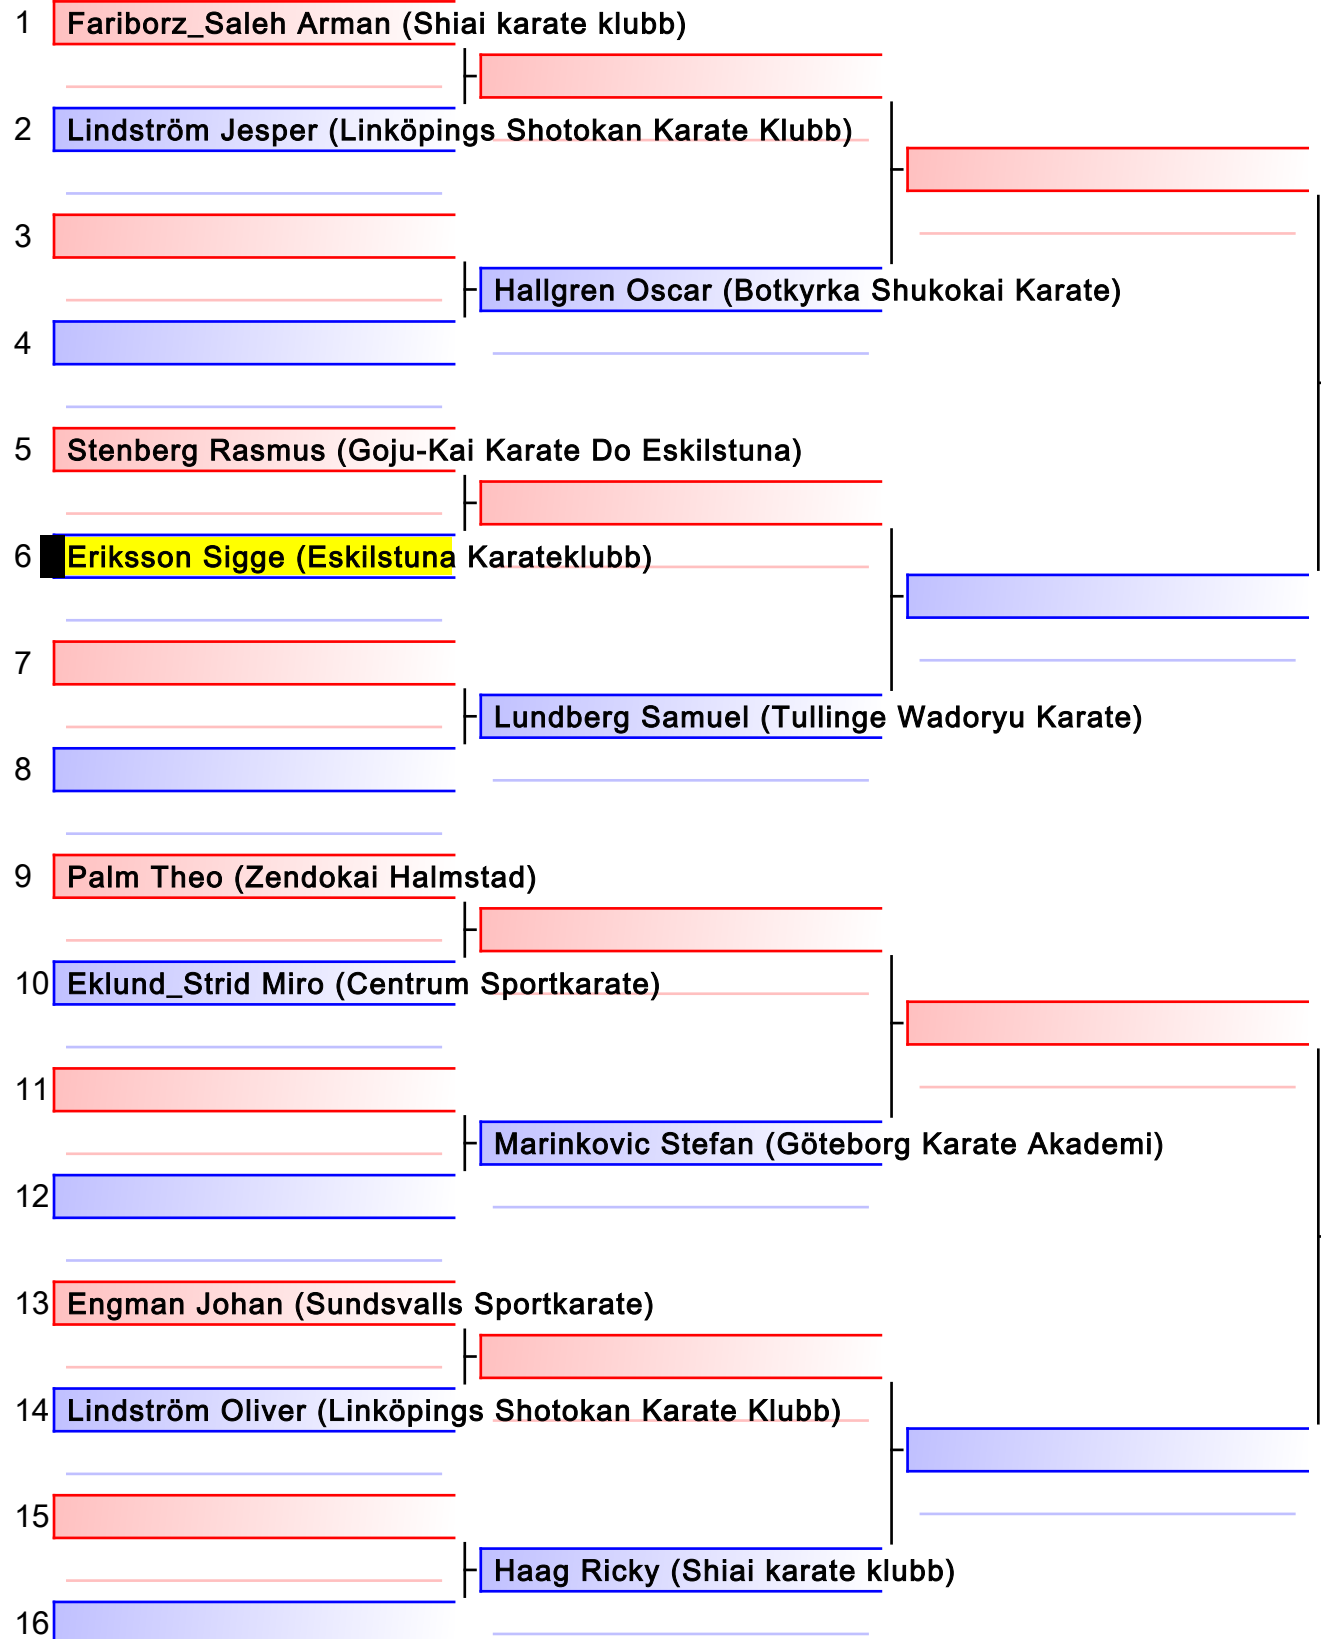 1 Fariborz_Saleh Arman (Shiai karate klubb)
2 Lindström Jesper (Linköpings Shotokan Karate Klubb)
3
Hallgren Oscar (Botkyrka Shukokai Karate)
4
5 Stenberg Rasmus (Goju-Kai Karate Do Eskilstuna)
6 Eriksson Sigge (Eskilstuna Karateklubb)
7
Lundberg Samuel (Tullinge Wadoryu Karate)
8
9 Palm Theo (Zendokai Halmstad)
10 Eklund_Strid Miro (Centrum Sportkarate)
11
Marinkovic Stefan (Göteborg Karate Akademi)
12
13 Engman Johan (Sundsvalls Sportkarate)
14 Lindström Oliver (Linköpings Shotokan Karate Klubb)
15
Haag Ricky (Shiai karate klubb)
16